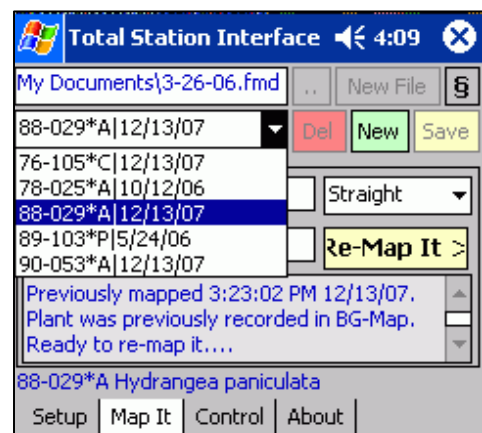 Total Station Interface 4:09
My Documents\3-26-06.fmd .. New File §
88-029*A|12/13/07 Del New Save
76-105*C|12/13/07
78-025*A|10/12/06
88-029*A|12/13/07
89-103*P|5/24/06
90-053*A|12/13/07
Straight
Re-Map It >
Previously mapped 3:23:02 PM 12/13/07.
Plant was previously recorded in BG-Map.
Ready to re-map it....
88-029*A Hydrangea paniculata
Setup Map It Control About